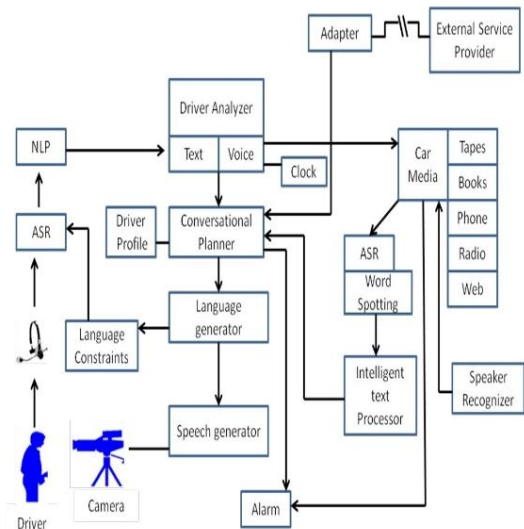 Adapter
External Service
Provider
Driver Analyzer
Text
Voice
Clock
NLP
Car
Media
Tapes
Books
Phone
Radio
Web
Driver
Profile
Conversational
Planner
ASR
ASR
Word
Spotting
Language
Constraints
Language
generator
Intelligent
text
Processor
Speaker
Recognizer
Speech generator
Driver
Camera
Alarm